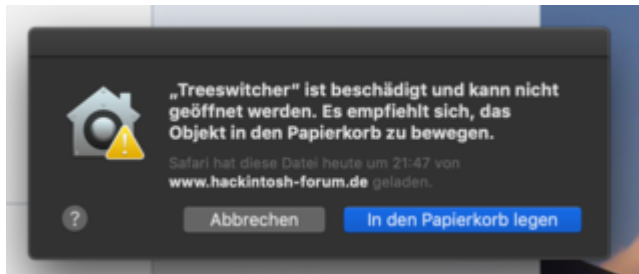 „Treeswitcher“ ist beschädigt und kann nicht
geöffnet werden. Es empfiehlt sich, das
Objekt in den Papierkorb zu bewegen.
Safari hat diese Datei heute um 21:47 von
www.hackintosh-forum.de geladen.
?
Abbrechen
In den Papierkorb legen